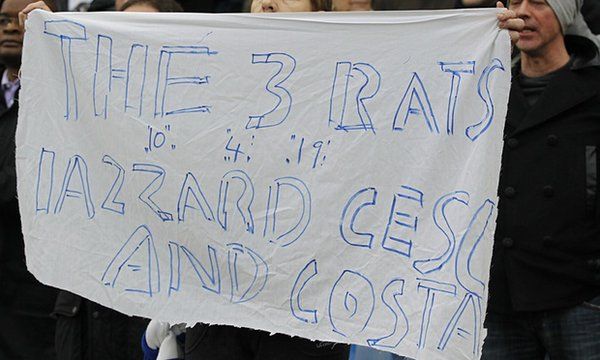 THE 3 RATS
"10" "4" "19"
HAZZARD CESC
AND COSTA